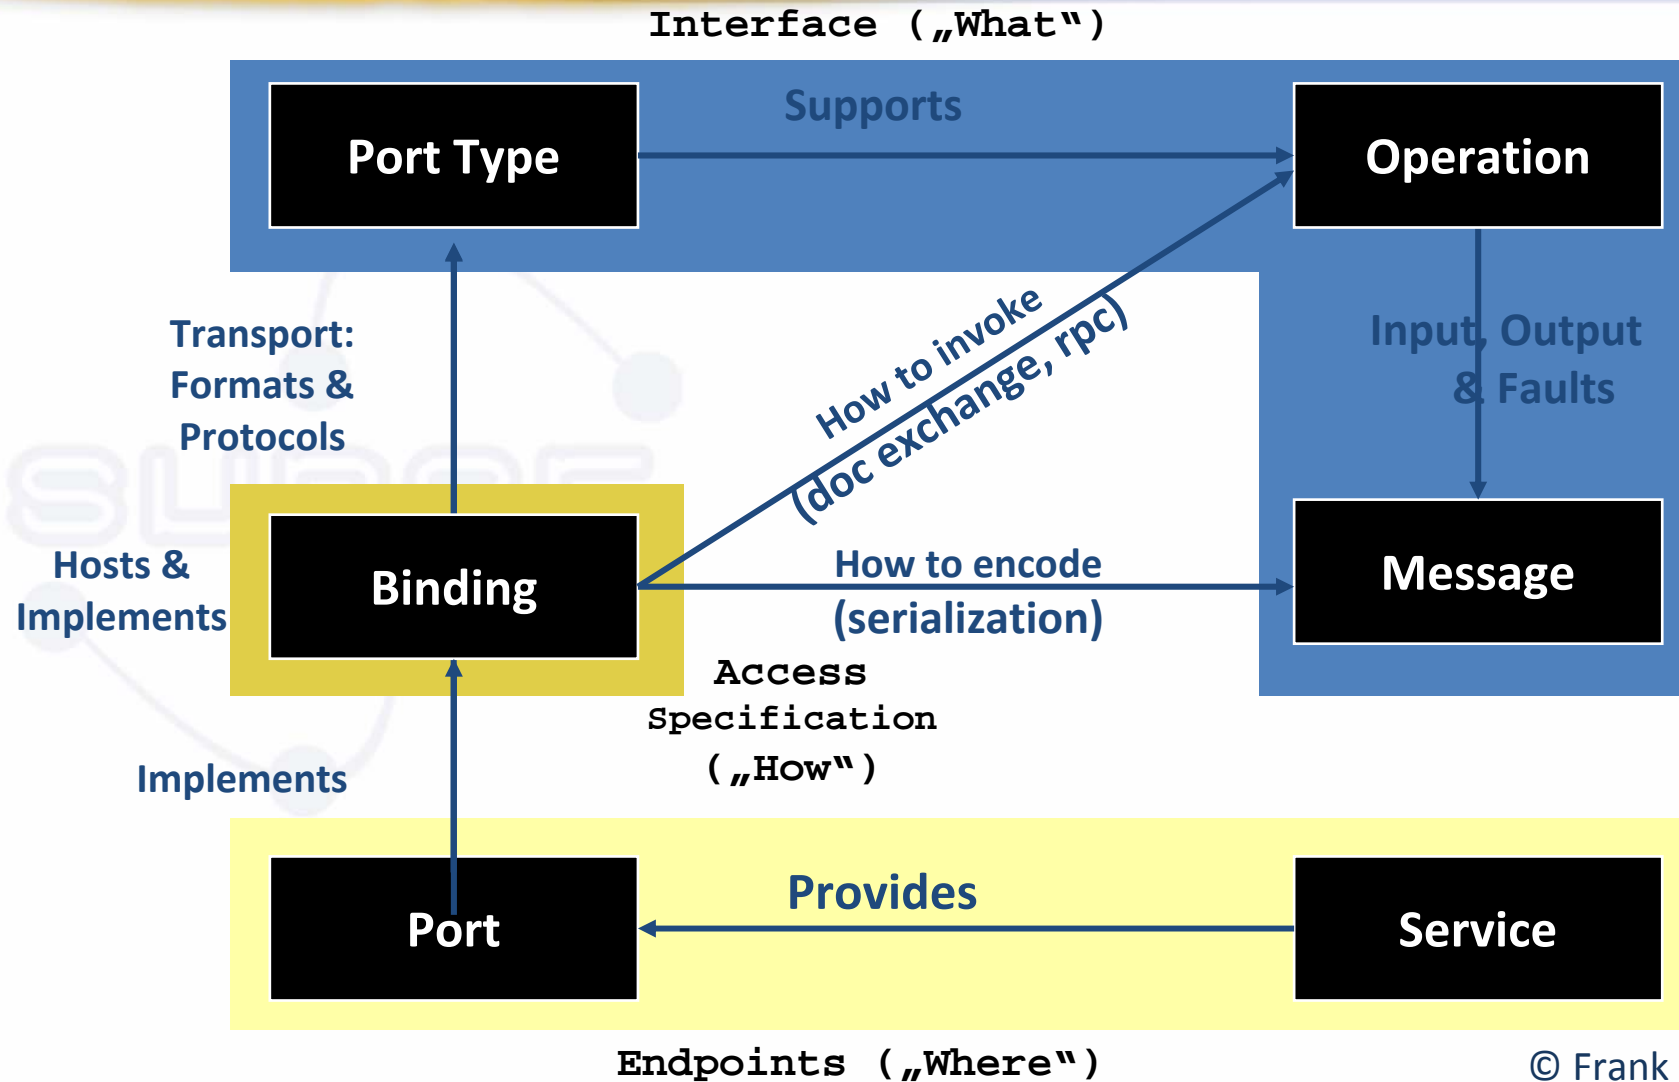 Interface („What“)
Supports
Port Type
Operation
Transport:
Formats &
Protocols
How to invoke
(doc exchange, rpc)
Input, Output
& Faults
Hosts &
Implements
Binding
How to encode
(serialization)
Message
Access
Specification
(„How“)
Implements
Provides
Port
Service
Endpoints („Where“)
© Frank